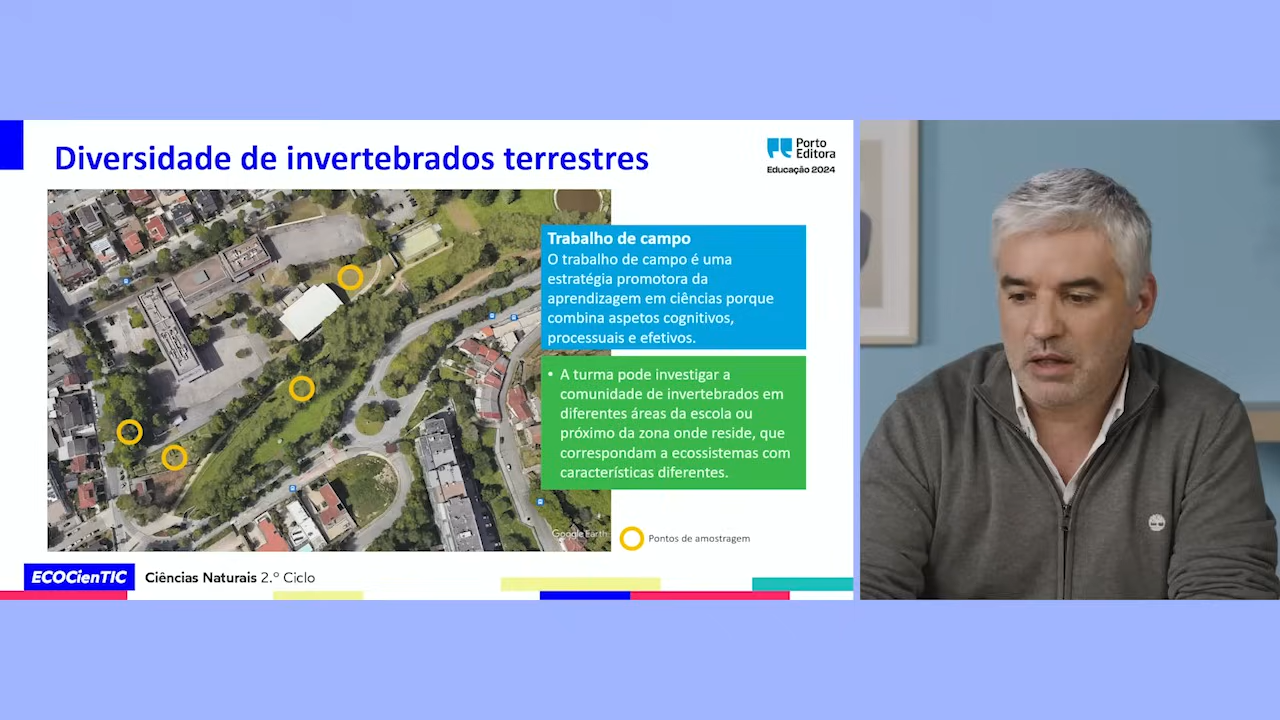 Diversidade de invertebrados terrestres
Porto
Editora
Educação 2024
Trabalho de campo
O trabalho de campo é uma
estratégia promotora da
aprendizagem em ciências porque
combina aspetos cognitivos,
processuais e efetivos.
• A turma pode investigar a
comunidade de invertebrados em
diferentes áreas da escola ou
próximo da zona onde reside, que
correspondam a ecossistemas com
características diferentes.
Google Earth
Pontos de amostragem
ECOCienTIC
Ciências Naturais 2.º Ciclo